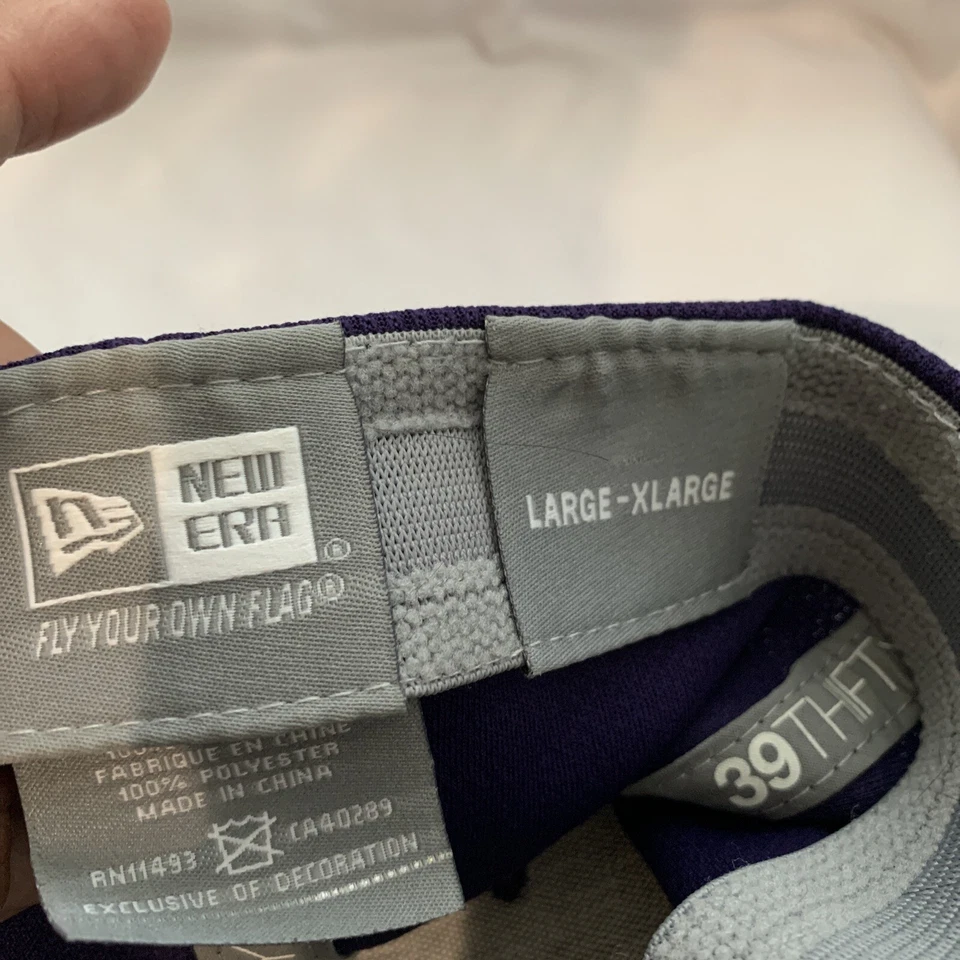 NEW
ERA®
FLY YOUR OWN FLAG®
LARGE-XLARGE
39THIRT
FABRIQUE EN CHINE
100% POLYESTER
MADE IN CHINA
RN11493 CA40289
EXCLUSIVE OF DECORATION